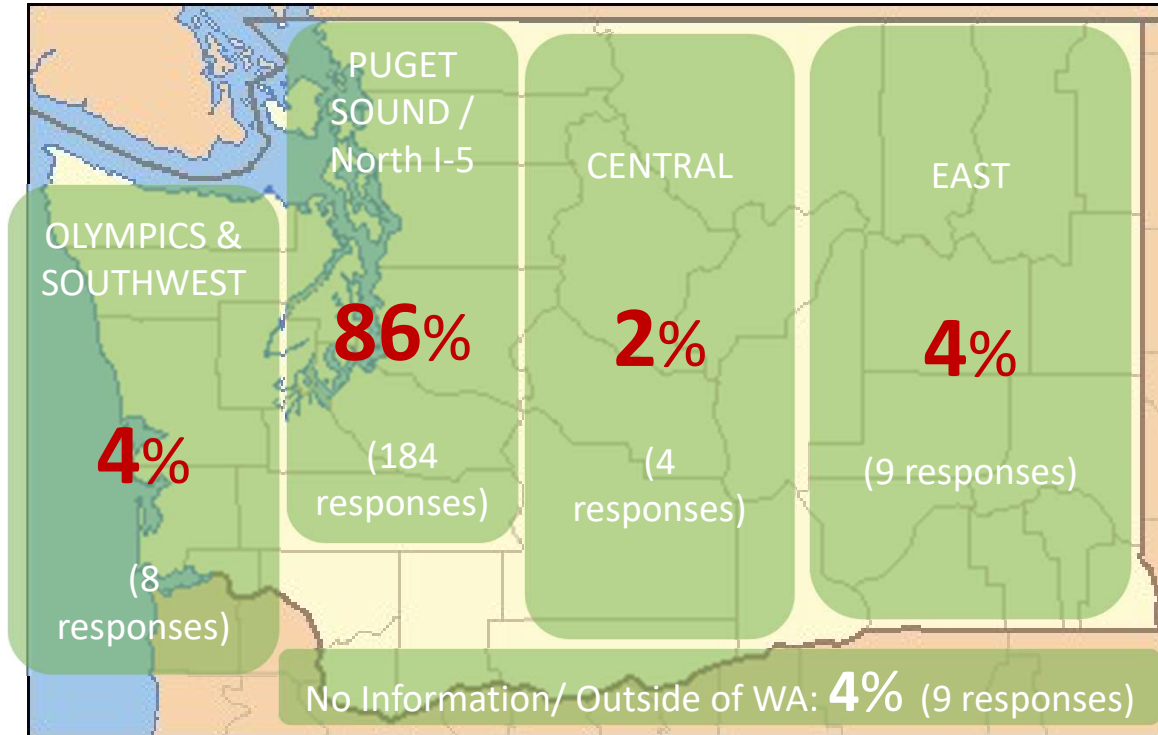 PUGET
SOUND /
North I-5
86%
(184
responses)
CENTRAL
2%
(4
responses)
EAST
4%
(9 responses)
OLYMPICS &
SOUTHWEST
4%
(8
responses)
No Information/ Outside of WA: 4% (9 responses)